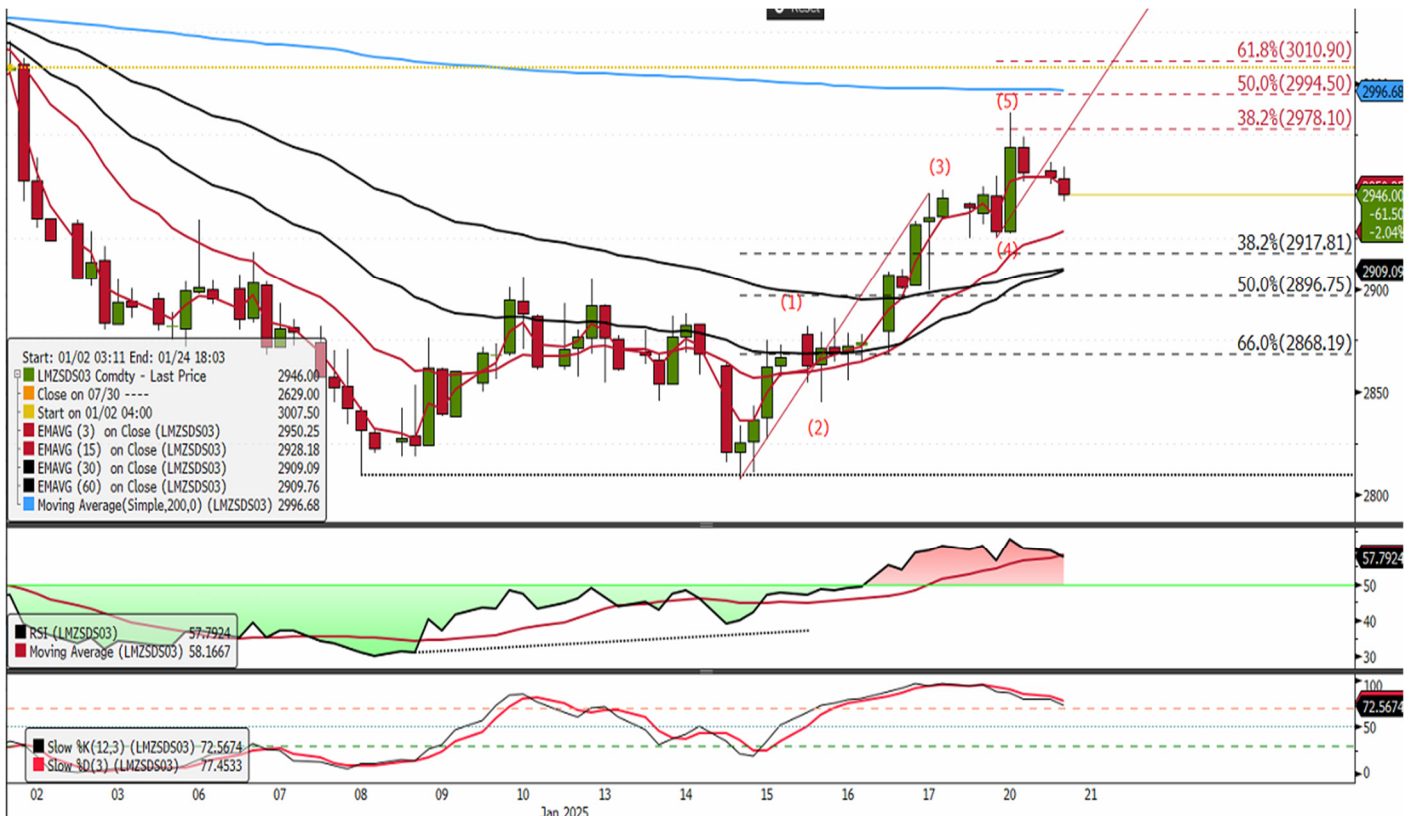 Reset
61.8%(3010.90)
50.0%(2994.50)
2996.68
(5)
38.2%(2978.10)
(3)
2946.00
-61.50
-2.04%
(4)
38.2%(2917.81)
2909.09
2900
50.0%(2896.75)
(1)
66.0%(2868.19)
2850
(2)
2800
Start: 01/02 03:11 End: 01/24 18:03
LMZSDS03 Comdty - Last Price 2946.00
Close on 07/30 ---- 2629.00
Start on 01/02 04:00 3007.50
EMAVG (3) on Close (LMZSDS03) 2950.25
EMAVG (15) on Close (LMZSDS03) 2928.18
EMAVG (30) on Close (LMZSDS03) 2909.09
EMAVG (60) on Close (LMZSDS03) 2909.76
Moving Average(Simple,200,0) (LMZSDS03) 2996.68
57.7924
50
40
30
RSI (LMZSDS03) 57.7924
Moving Average (LMZSDS03) 58.1667
100
72.5674
50
0
Slow %K(12,3) (LMZSDS03) 72.5674
Slow %D(3) (LMZSDS03) 77.4533
02 03 06 07 08 09 10 13 14 15 16 17 20 21
Jan 2025